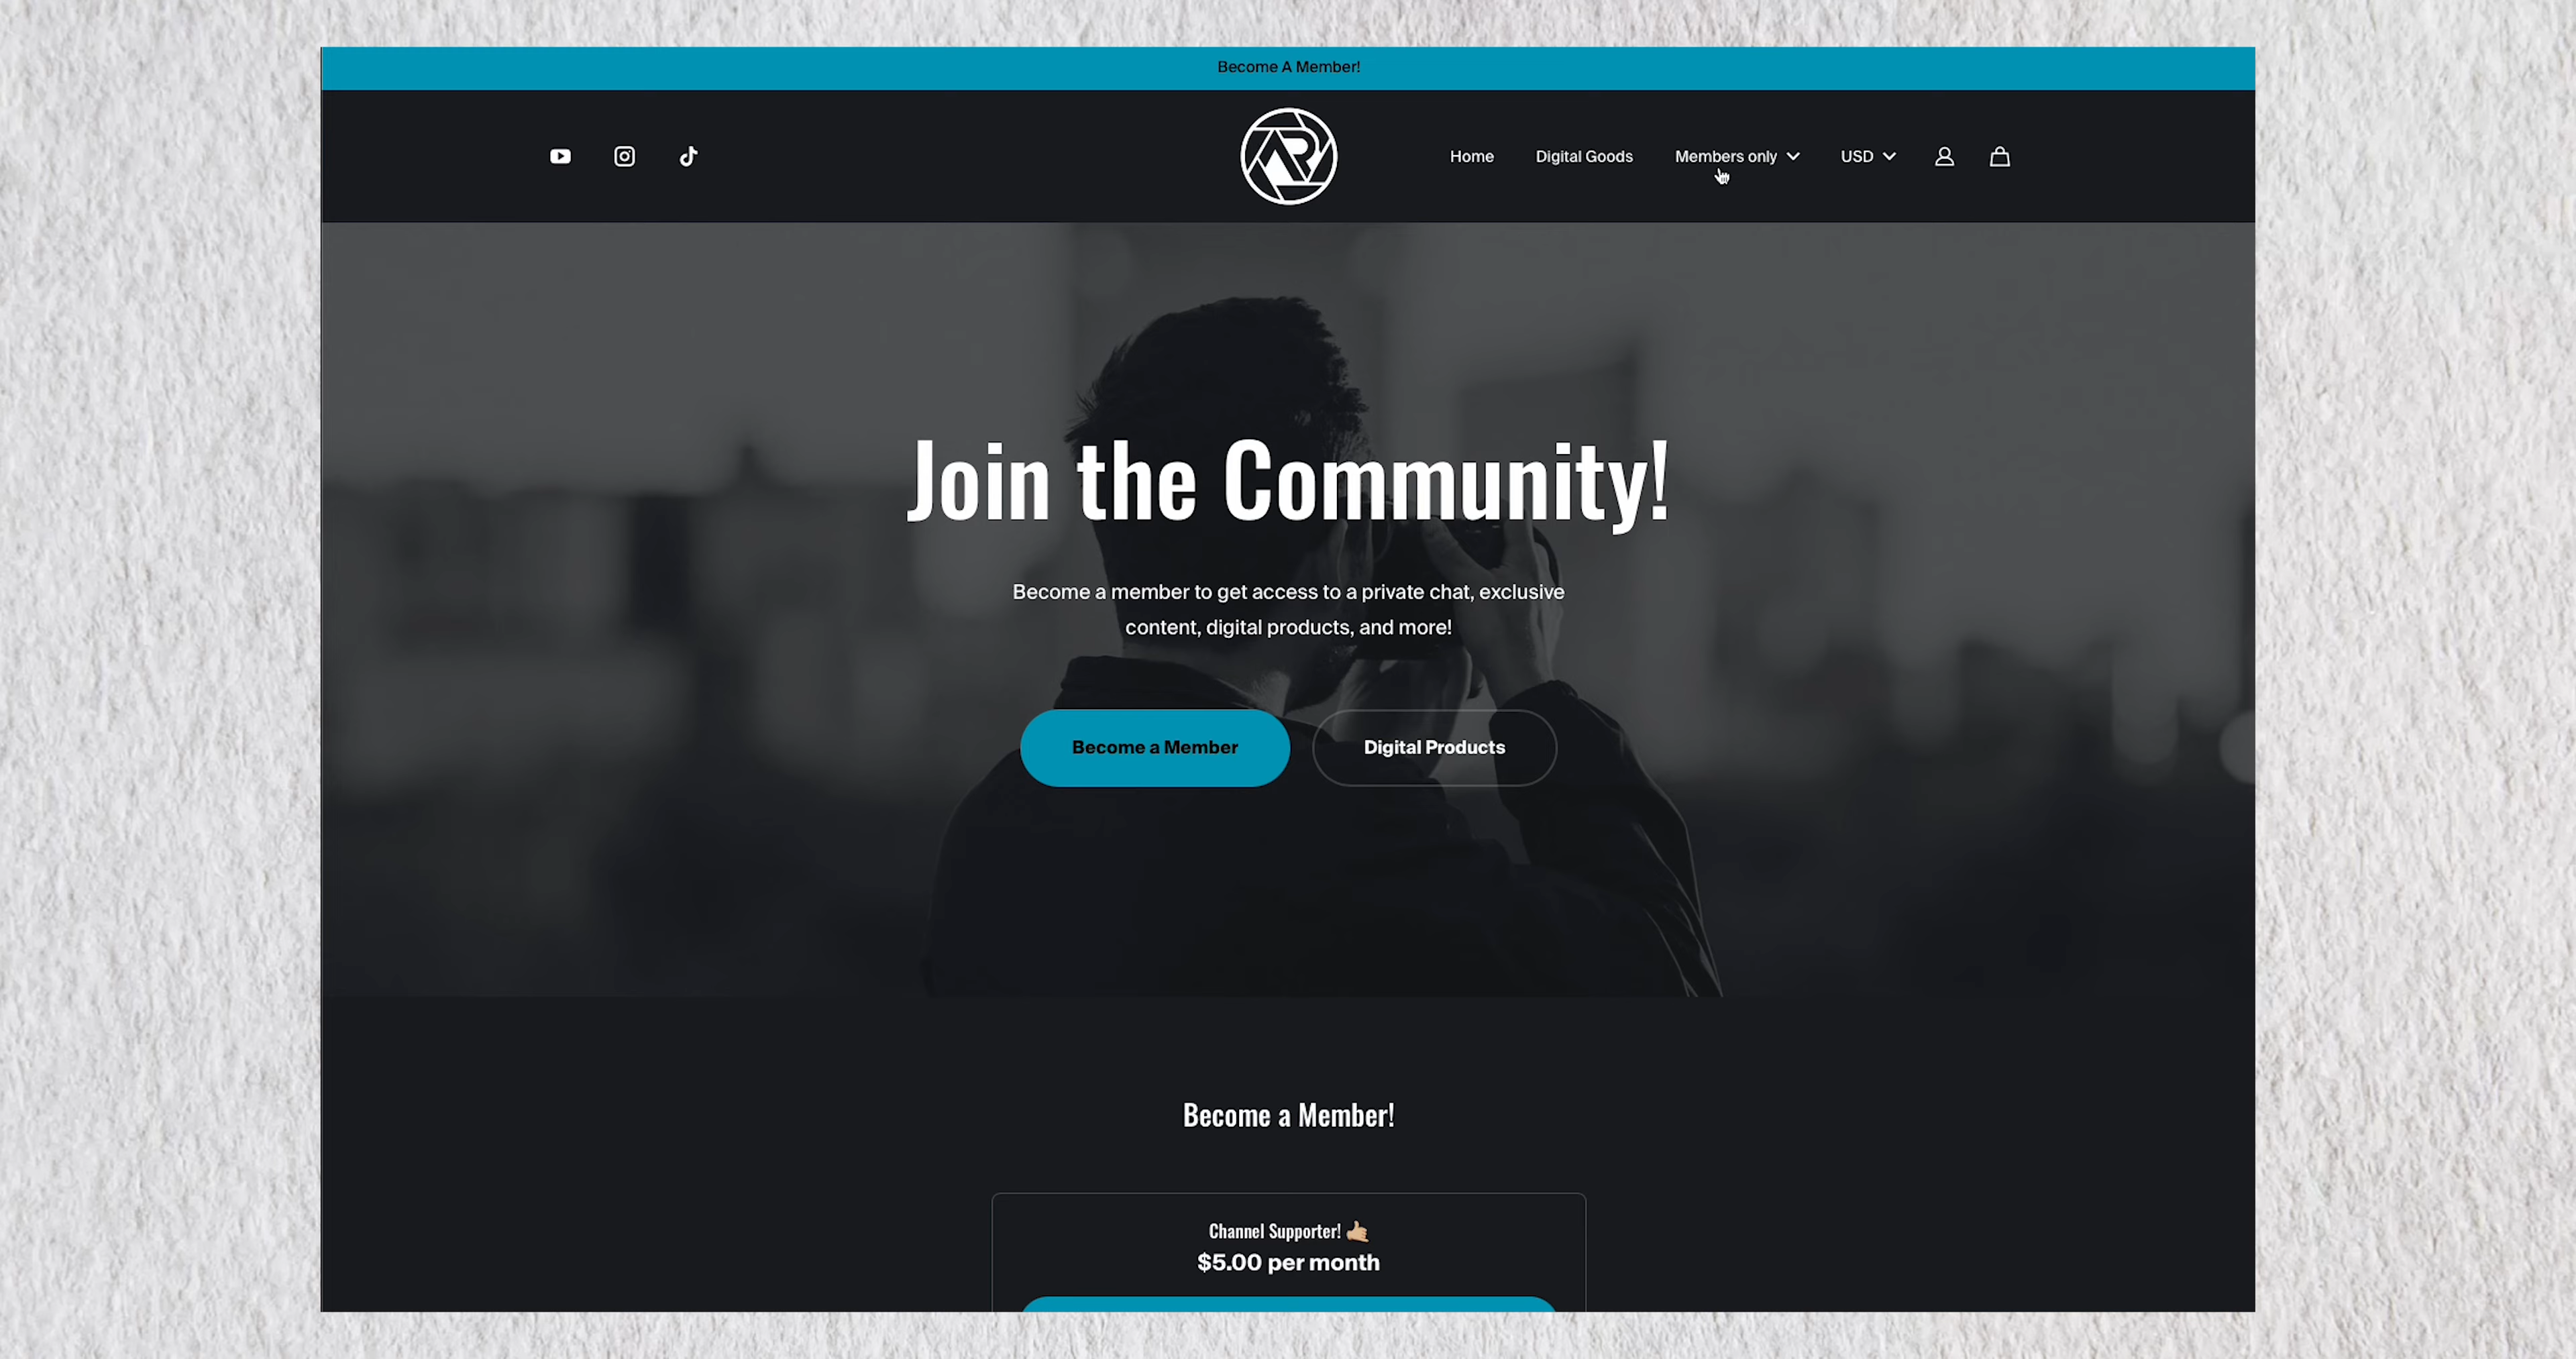 Become A Member!
Home Digital Goods Members only USD
Join the Community!
Become a member to get access to a private chat, exclusive
content, digital products, and more!
Become a Member Digital Products
Become a Member!
Channel Supporter! 🤙🏼
$5.00 per month